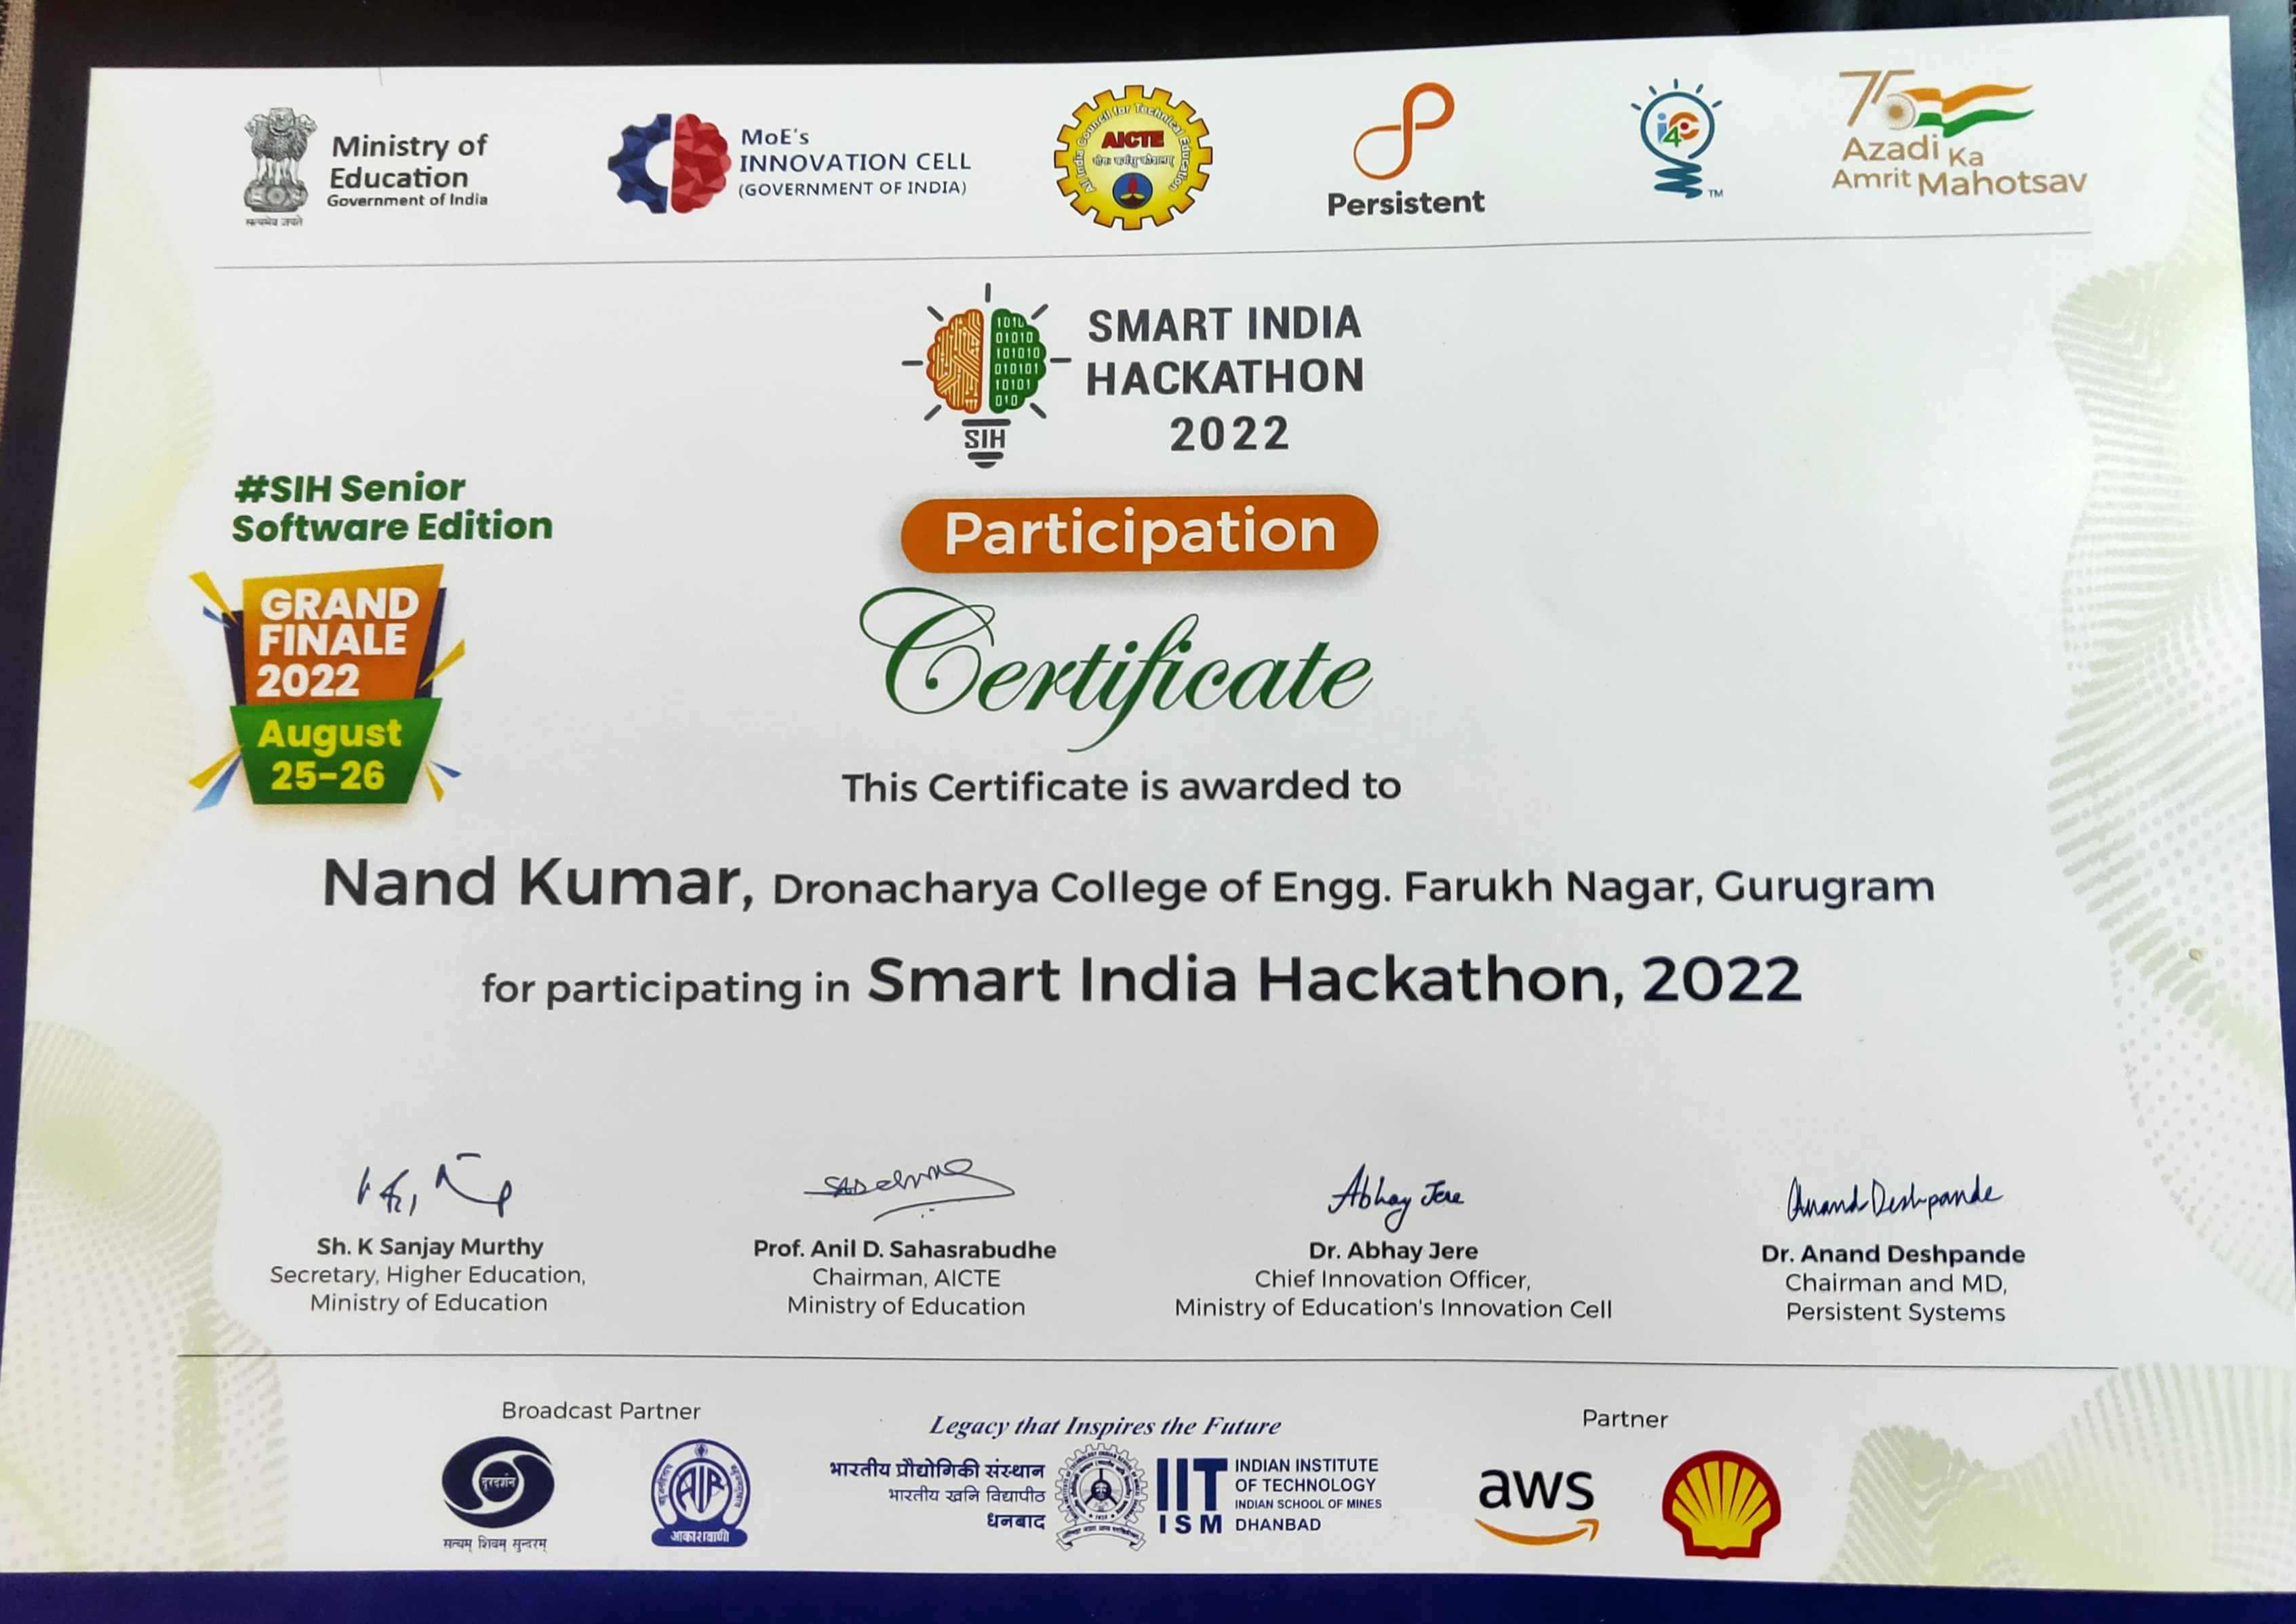 Ministry of
Education
Government of India
सत्यमेव जयते
MoE's
INNOVATION CELL
(GOVERNMENT OF INDIA)
All India Council for Technical Education
AICTE
Persistent
i4C
TM
75
Azadi Ka
Amrit Mahotsav
1010
01010
101010
010101
10101
010
SIH
SMART INDIA
HACKATHON
2022
#SIH Senior
Software Edition
GRAND
FINALE
2022
August
25-26
Participation
Certificate
This Certificate is awarded to
Nand Kumar, Dronacharya College of Engg. Farukh Nagar, Gurugram
for participating in Smart India Hackathon, 2022
Abhay Jere
Anand Deshpande
Sh. K Sanjay Murthy
Secretary, Higher Education,
Ministry of Education
Prof. Anil D. Sahasrabudhe
Chairman, AICTE
Ministry of Education
Dr. Abhay Jere
Chief Innovation Officer,
Ministry of Education's Innovation Cell
Dr. Anand Deshpande
Chairman and MD,
Persistent Systems
Broadcast Partner
दूरदर्शन
सत्यम् शिवम् सुन्दरम्
AIR
आकाशवाणी
Legacy that Inspires the Future
भारतीय प्रौद्योगिकी संस्थान
भारतीय खनि विद्यापीठ
धनबाद
IIT
ISM
INDIAN INSTITUTE
OF TECHNOLOGY
INDIAN SCHOOL OF MINES
DHANBAD
Partner
aws